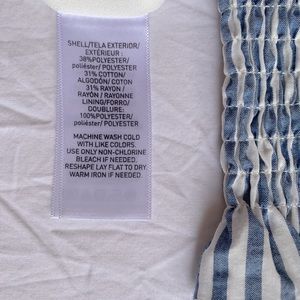 SHELL/TELA EXTERIOR/
EXTÉRIEUR :
38%POLYESTER/
poliéster/ POLYESTER
31% COTTON/
ALGODÓN/ COTON
31% RAYON /
RAYÓN / RAYONNE
LINING/FORRO/
DOUBLURE:
100%POLYESTER/
poliéster/ POLYESTER
MACHINE WASH COLD
WITH LIKE COLORS.
USE ONLY NON-CHLORINE
BLEACH IF NEEDED.
RESHAPE LAY FLAT TO DRY.
WARM IRON IF NEEDED.